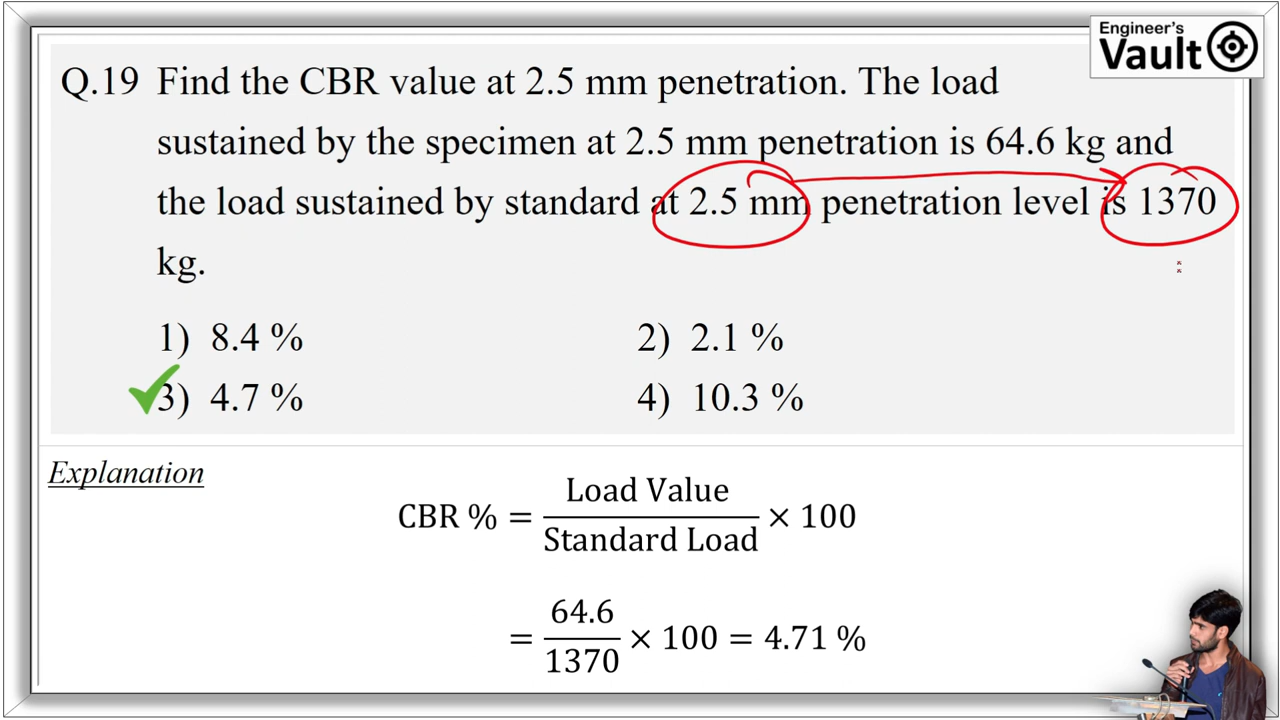 Engineer's
Vault
Q.19 Find the CBR value at 2.5 mm penetration. The load
sustained by the specimen at 2.5 mm penetration is 64.6 kg and
the load sustained by standard at 2.5 mm penetration level is 1370
kg.
1) 8.4 % 2) 2.1 %
3) 4.7 % 4) 10.3 %
Explanation
CBR % = Load Value / Standard Load × 100
= 64.6 / 1370 × 100 = 4.71 %